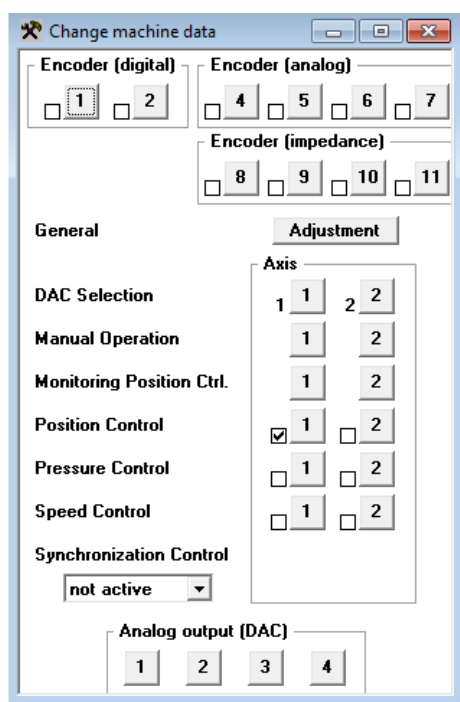 Change machine data
Encoder (digital) Encoder (analog)
1 2 4 5 6 7
Encoder (impedance)
8 9 10 11
General Adjustment
Axis
DAC Selection 1 1 2 2
Manual Operation 1 2
Monitoring Position Ctrl. 1 2
Position Control 1 2
Pressure Control 1 2
Speed Control 1 2
Synchronization Control
not active
Analog output (DAC)
1 2 3 4